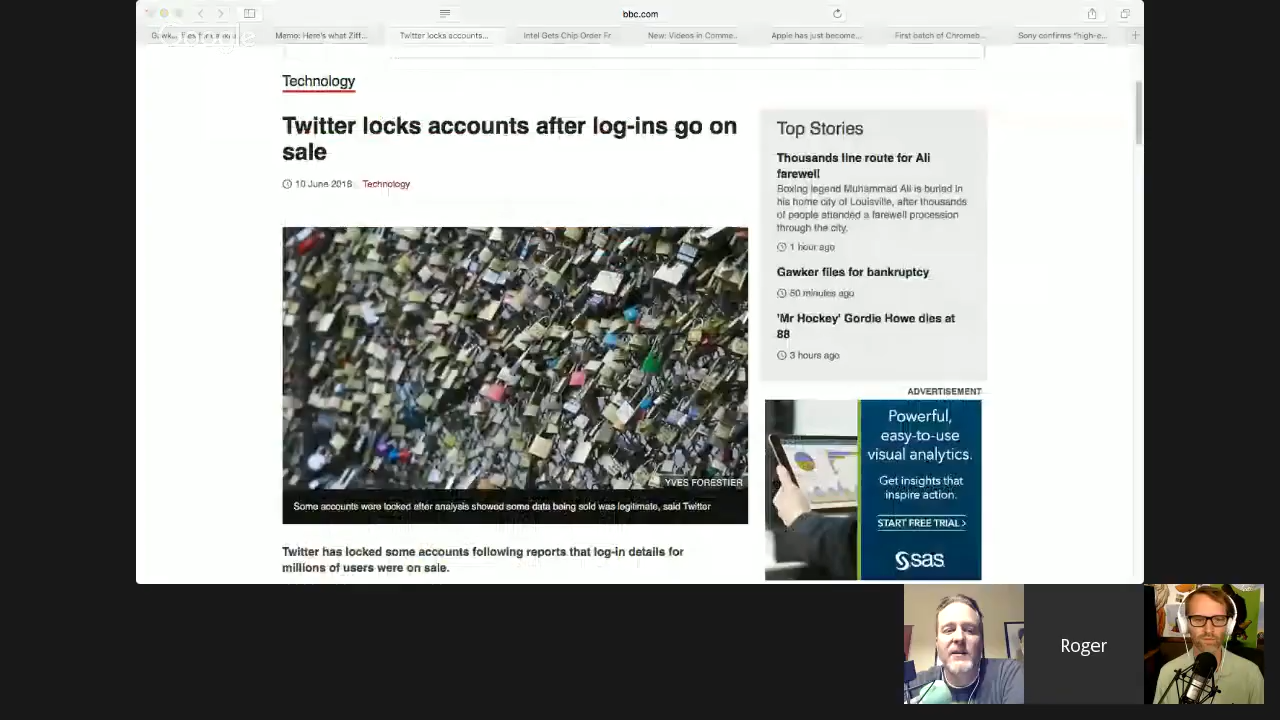 bbc.com
Google
Memo: Here's what Ziff...
Twitter locks accounts...
Intel Gets Chip Order Fr
New: Videos in Comme...
Apple has just become...
First batch of Chromeb...
Sony confirms "high-e...
Technology
Twitter locks accounts after log-ins go on
sale
10 June 2016
Technology
YVES FORESTIER
Some accounts were locked after analysis showed some data being sold was legitimate, said Twitter
Twitter has locked some accounts following reports that log-in details for
millions of users were on sale.
Top Stories
Thousands line route for Ali
farewell
Boxing legend Muhammad Ali is buried in
his home city of Louisville, after thousands
of people attended a farewell procession
through the city.
1 hour ago
Gawker files for bankruptcy
50 minutes ago
'Mr Hockey' Gordie Howe dies at
88
3 hours ago
ADVERTISEMENT
Powerful,
easy-to-use
visual analytics.
Get insights that
inspire action.
START FREE TRIAL >
sas
Roger